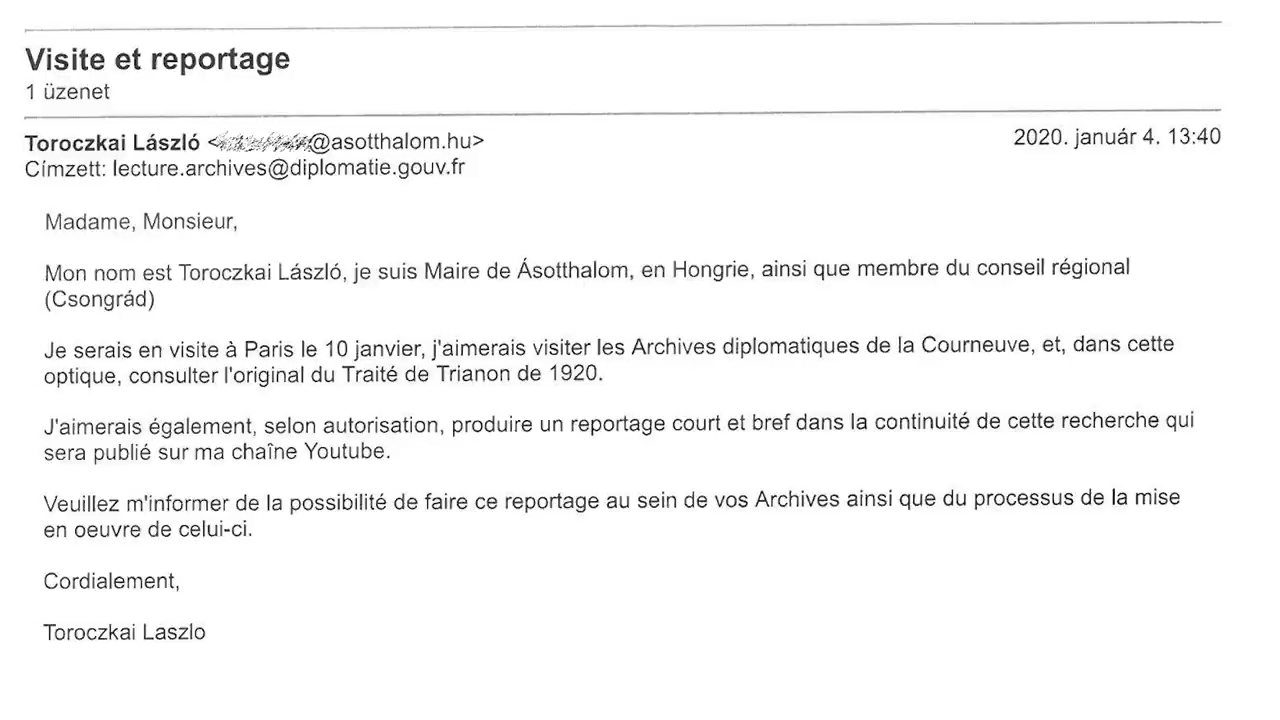 Visite et reportage
1 üzenet
Toroczkai László < @asotthalom.hu>
2020. január 4. 13:40
Címzett: lecture.archives@diplomatie.gouv.fr
Madame, Monsieur,
Mon nom est Toroczkai László, je suis Maire de Ásotthalom, en Hongrie, ainsi que membre du conseil régional
(Csongrád)
Je serais en visite à Paris le 10 janvier, j'aimerais visiter les Archives diplomatiques de la Courneuve, et, dans cette
optique, consulter l'original du Traité de Trianon de 1920.
J'aimerais également, selon autorisation, produire un reportage court et bref dans la continuité de cette recherche qui
sera publié sur ma chaîne Youtube.
Veuillez m'informer de la possibilité de faire ce reportage au sein de vos Archives ainsi que du processus de la mise
en oeuvre de celui-ci.
Cordialement,
Toroczkai Laszlo